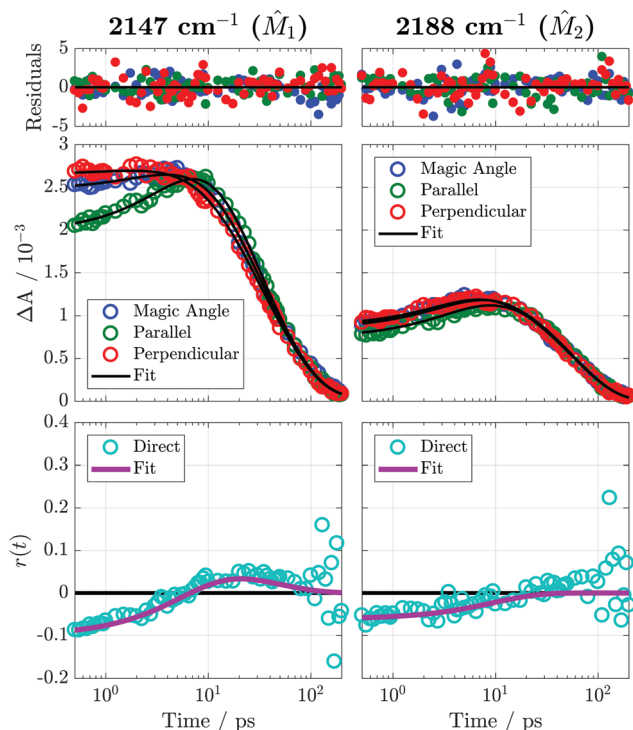 2147 cm⁻¹ (M̂₁)
2188 cm⁻¹ (M̂₂)
Residuals
5
0
-5
ΔA / 10⁻³
3
2.5
2
1.5
1
0.5
0
Magic Angle
Parallel
Perpendicular
Fit
Magic Angle
Parallel
Perpendicular
Fit
r(t)
0.4
0.3
0.2
0.1
0
-0.1
-0.2
Direct
Fit
Direct
Fit
10⁰
10¹
10²
10⁰
10¹
10²
Time / ps
Time / ps